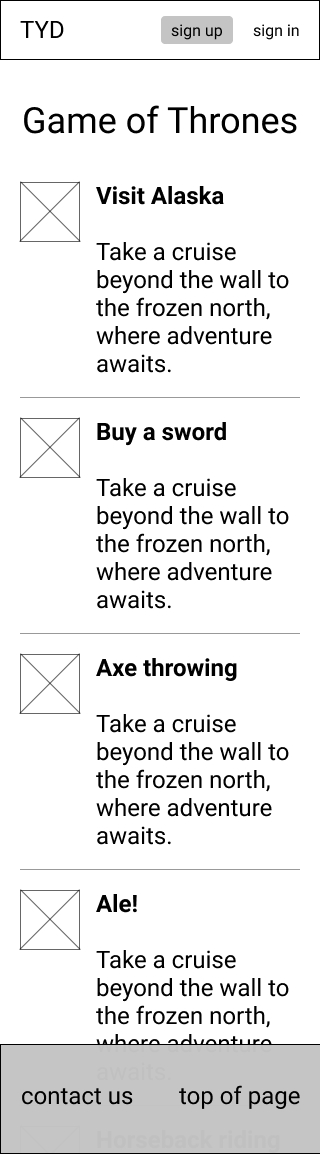 TYD
sign up
sign in
Game of Thrones
Visit Alaska
Take a cruise
beyond the wall to
the frozen north,
where adventure
awaits.
Buy a sword
Take a cruise
beyond the wall to
the frozen north,
where adventure
awaits.
Axe throwing
Take a cruise
beyond the wall to
the frozen north,
where adventure
awaits.
Ale!
Take a cruise
beyond the wall to
the frozen north,
where adventure
awaits.
contact us
top of page
Horseback riding